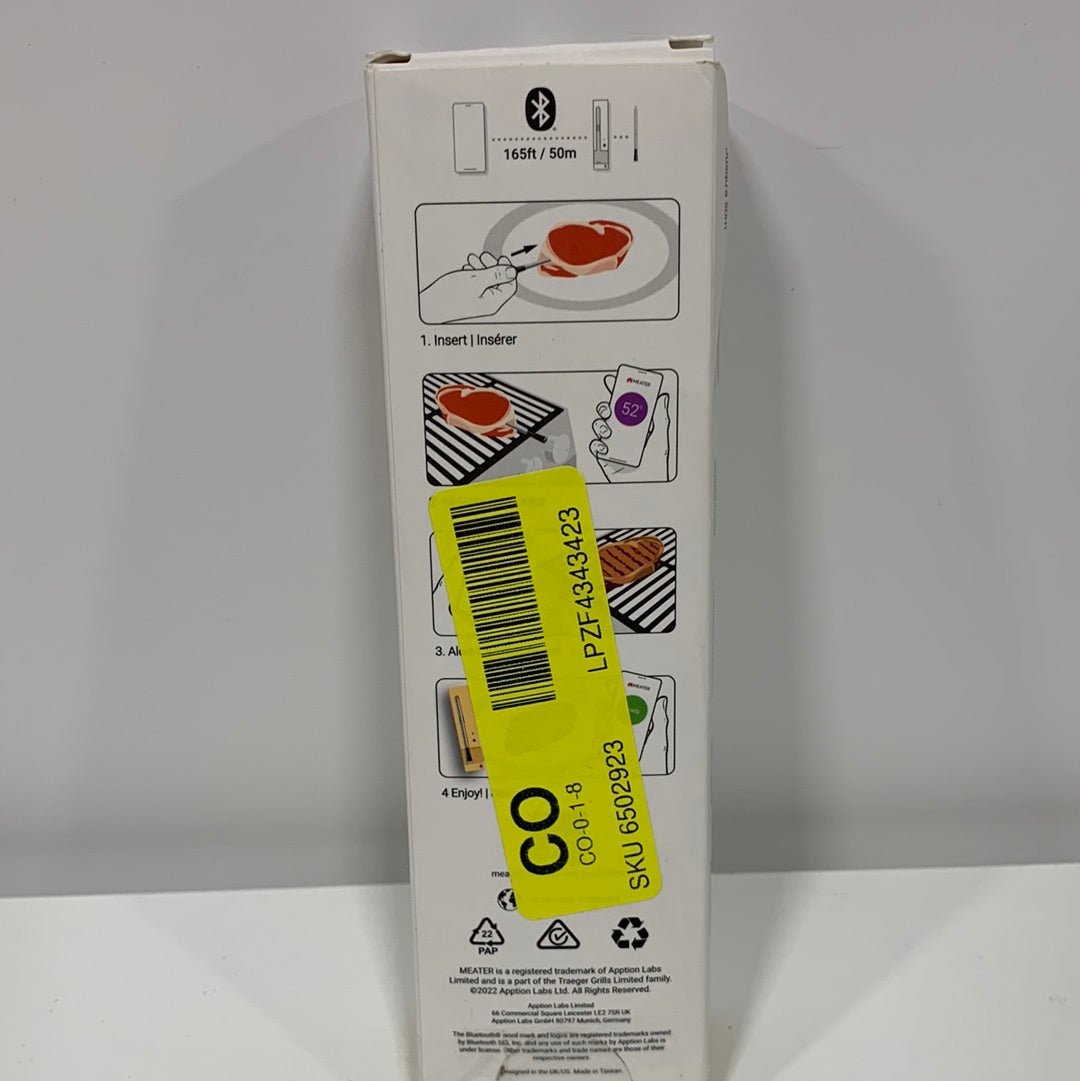 165ft / 50m
1. Insert | Insérer
MEATER
52°
3. Al
MEATER
4 Enjoy! |
LPZF4343423
CO
CO-0-1-8
SKU 6502923
mea
22
PAP
MEATER is a registered trademark of Apption Labs
Limited and is a part of the Traeger Grills Limited family.
©2022 Apption Labs Ltd. All Rights Reserved.
Apption Labs Limited
66 Commercial Square Leicester LE2 7SR UK
Apption Labs GmbH 80797 Munich, Germany
The Bluetooth® word mark and logos are registered trademarks owned
by Bluetooth SIG, Inc. and any use of such marks by Apption Labs is
under license. Other trademarks and trade names are those of their
respective owners.
Designed in the UK/US. Made in Taiwan.